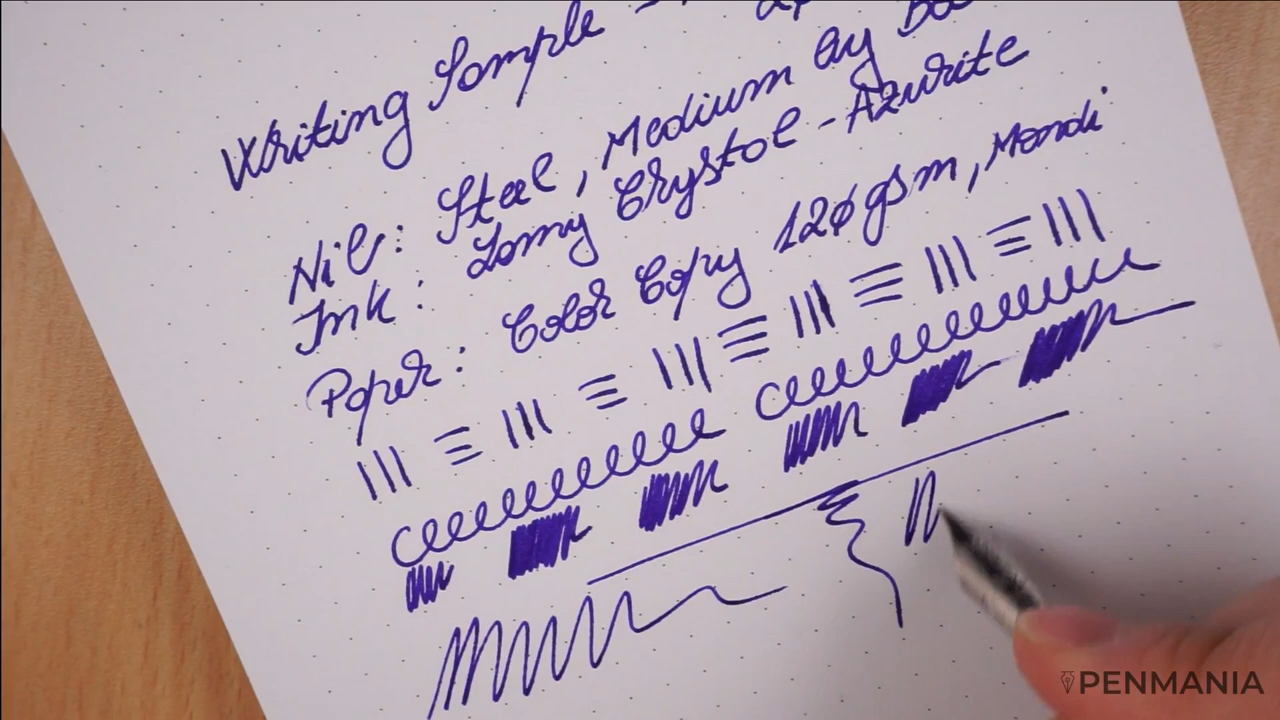 Writing Sample -
Nib: Steel, Medium by
Ink: Lamy Crystal - Azurite
Paper: Color Copy 120gsm, Mondi
PENMANIA